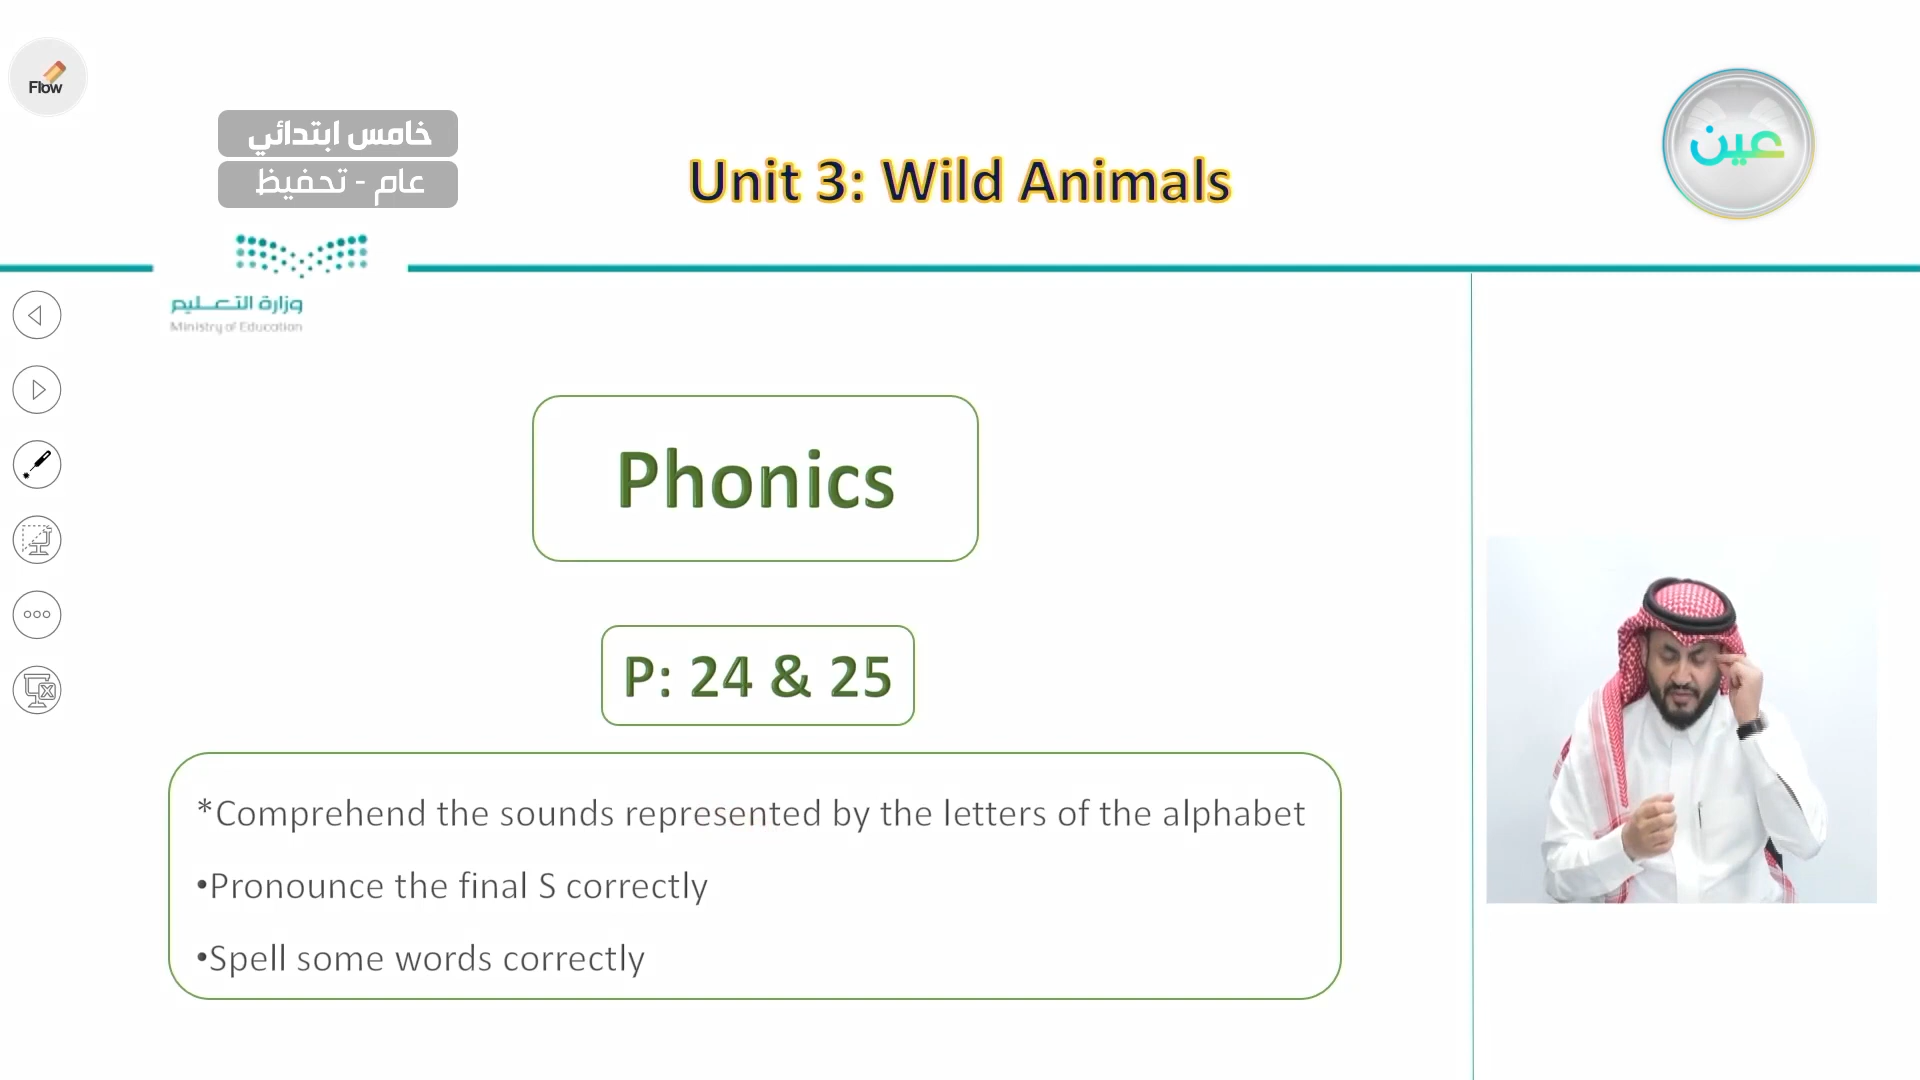 Flow
خامس ابتدائي
عام - تحفيظ
Unit 3: Wild Animals
عين
وزارة التعليم
Ministry of Education
Phonics
P: 24 & 25
*Comprehend the sounds represented by the letters of the alphabet
•Pronounce the final S correctly
•Spell some words correctly